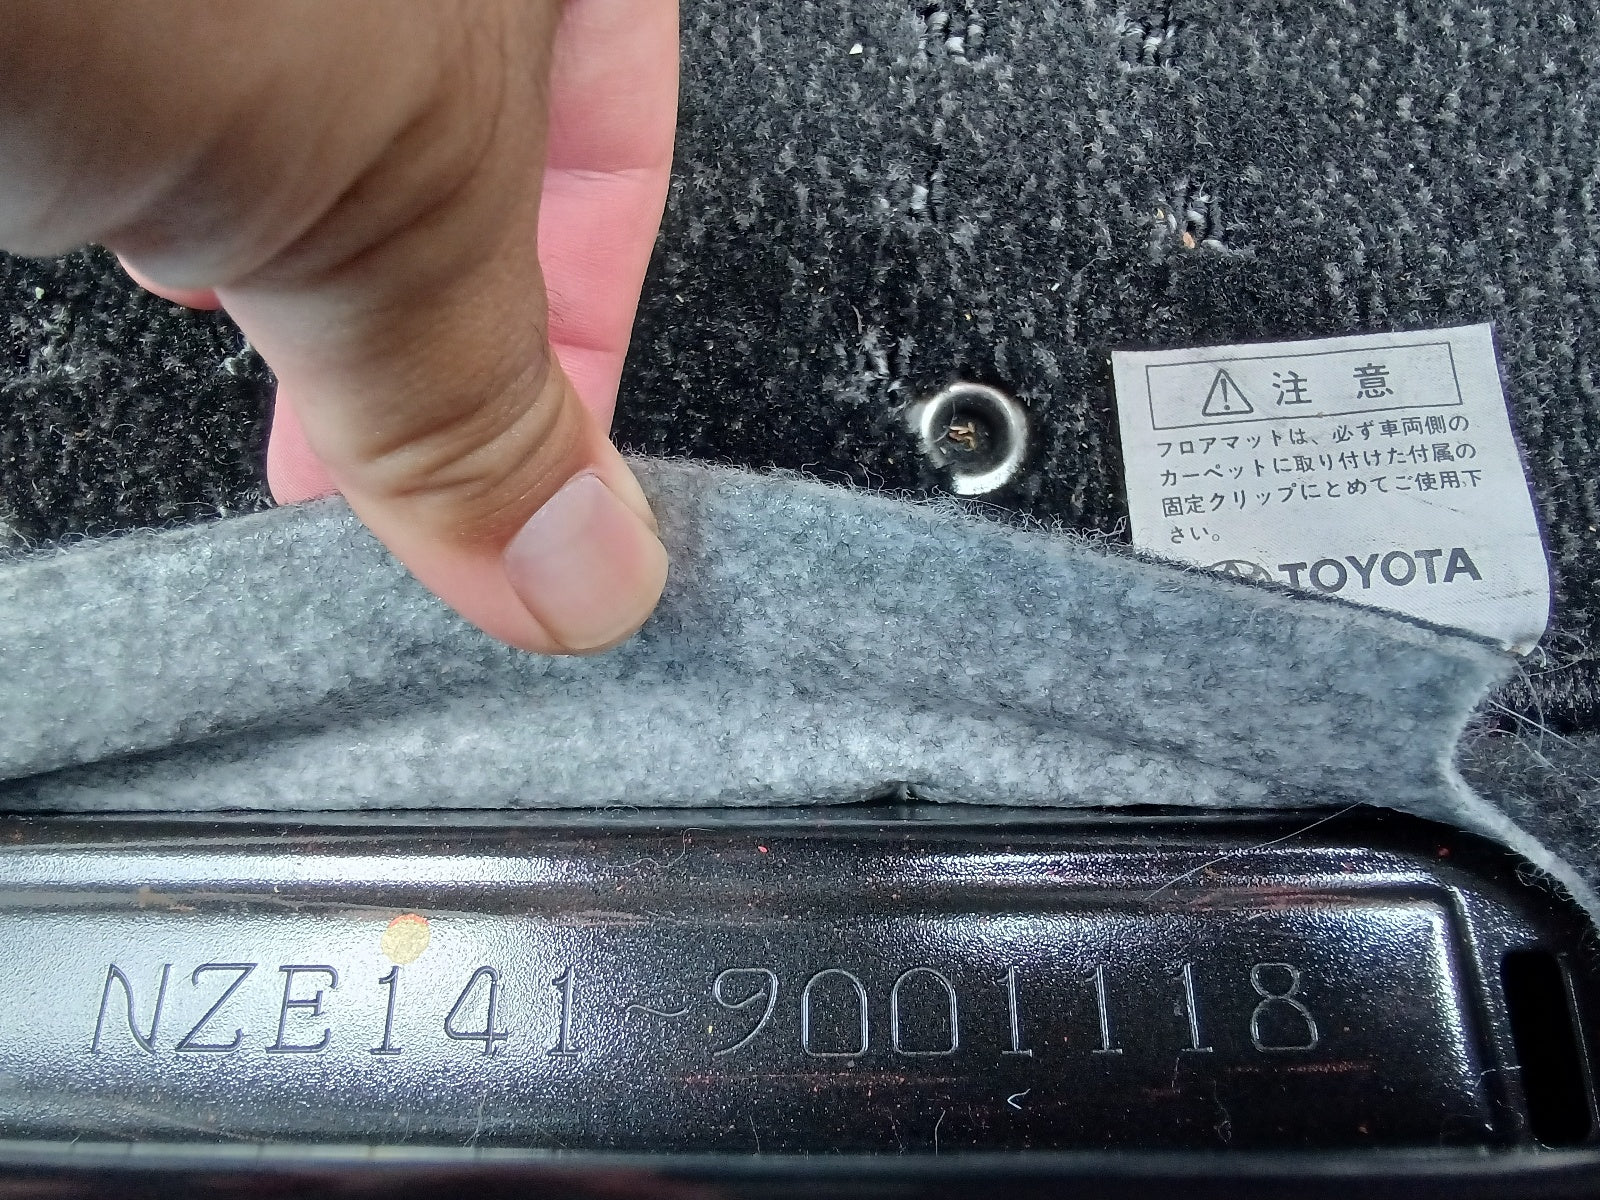 注 意
フロアマットは、必ず車両側の
カーペットに取り付けた付属の
固定クリップにとめてご使用下
さい。
TOYOTA
NZE141-9001118